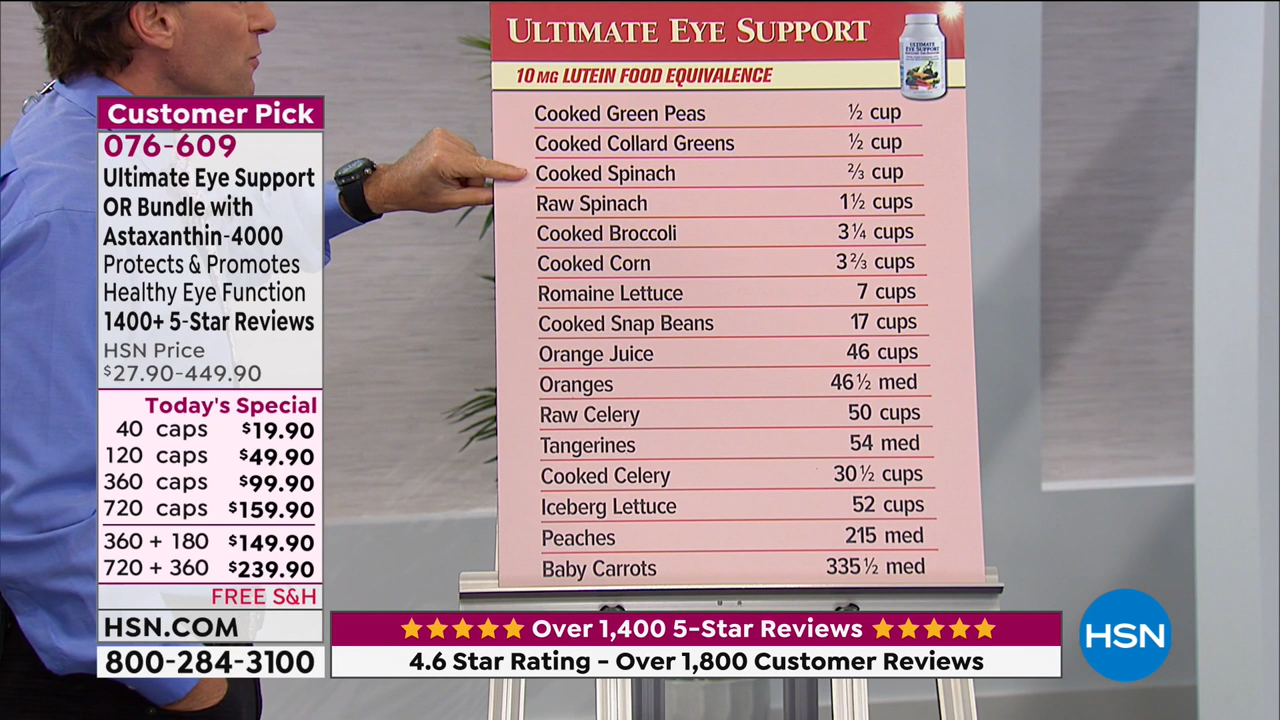 Customer Pick
076-609
Ultimate Eye Support
OR Bundle with
Astaxanthin-4000
Protects & Promotes
Healthy Eye Function
1400+ 5-Star Reviews
HSN Price
$27.90-449.90
Today's Special
40 caps $19.90
120 caps $49.90
360 caps $99.90
720 caps $159.90
360 + 180 $149.90
720 + 360 $239.90
FREE S&H
HSN.COM
800-284-3100
ULTIMATE EYE SUPPORT
ULTIMATE
EYE SUPPORT
10 MG LUTEIN FOOD EQUIVALENCE
Cooked Green Peas ½ cup
Cooked Collard Greens ½ cup
Cooked Spinach ⅔ cup
Raw Spinach 1½ cups
Cooked Broccoli 3¼ cups
Cooked Corn 3⅔ cups
Romaine Lettuce 7 cups
Cooked Snap Beans 17 cups
Orange Juice 46 cups
Oranges 46½ med
Raw Celery 50 cups
Tangerines 54 med
Cooked Celery 30½ cups
Iceberg Lettuce 52 cups
Peaches 215 med
Baby Carrots 335½ med
Over 1,400 5-Star Reviews
4.6 Star Rating – Over 1,800 Customer Reviews
HSN